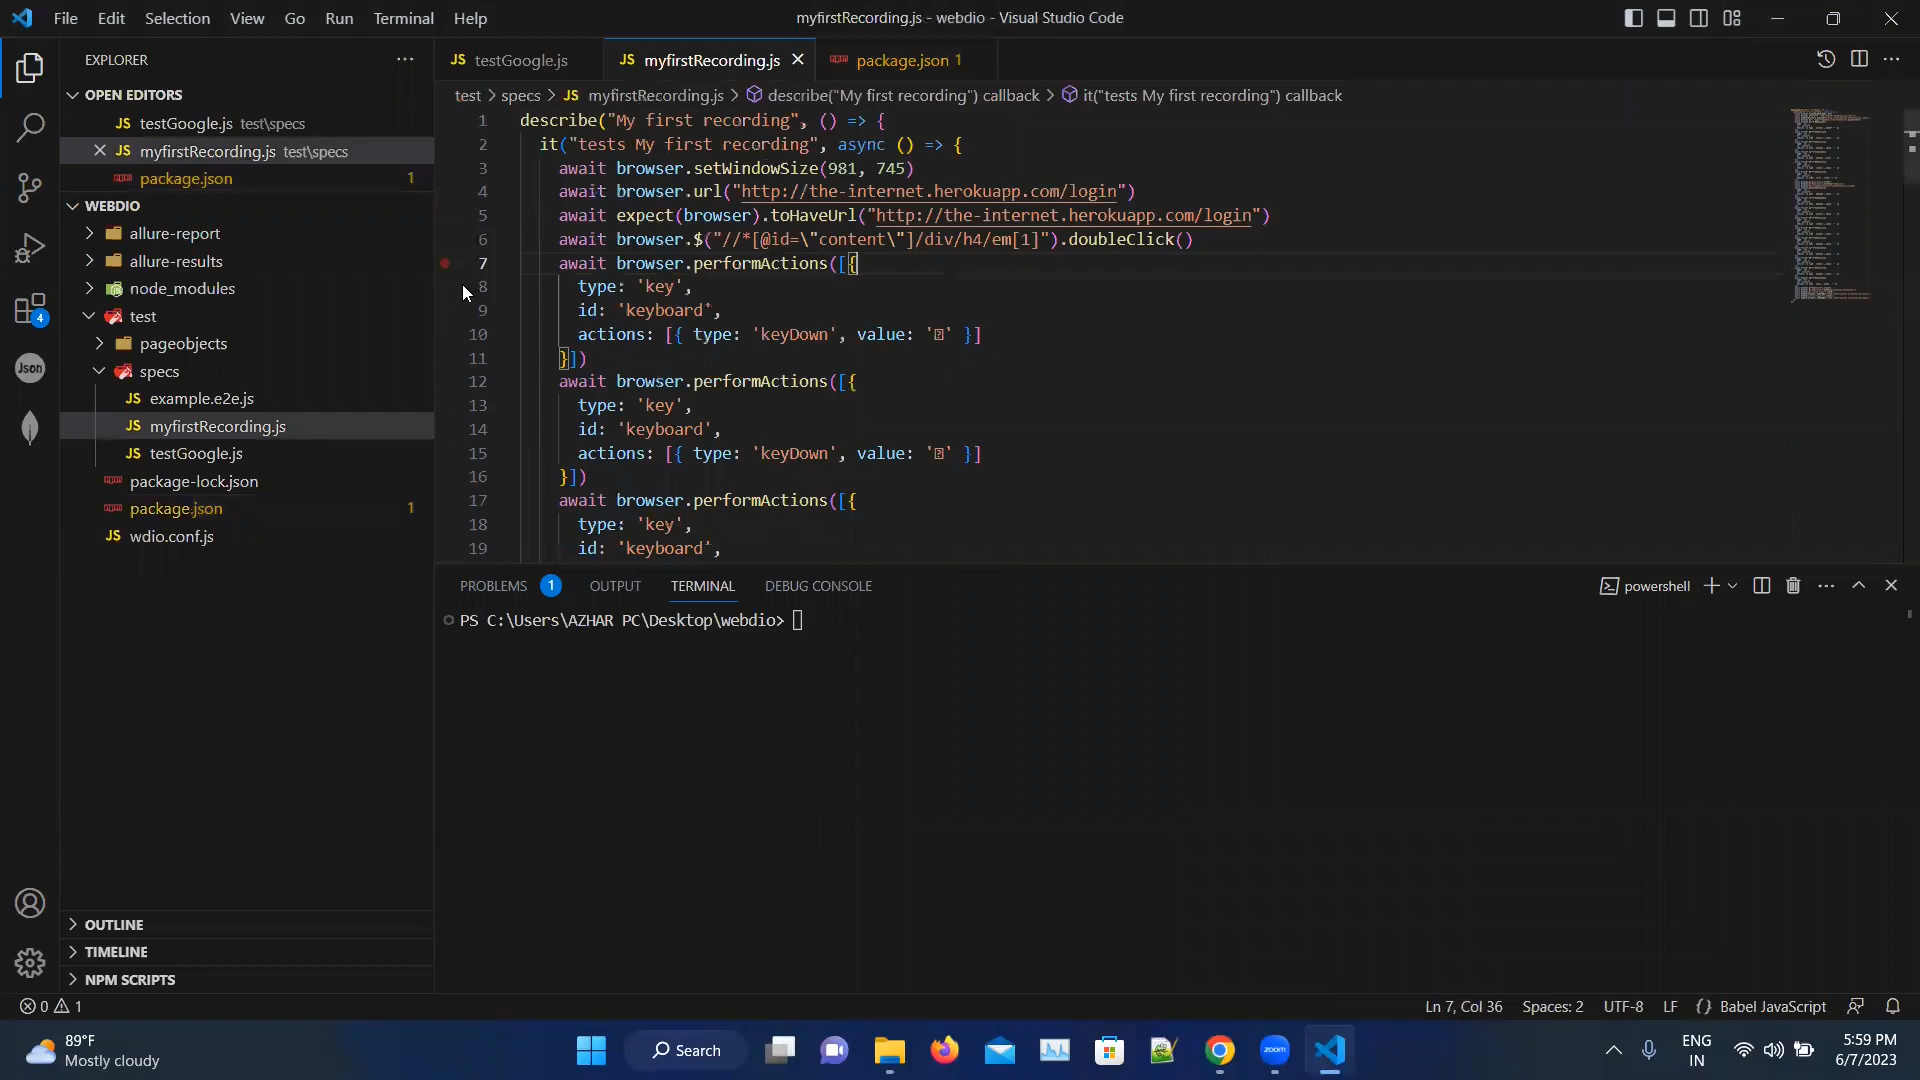 File Edit Selection View Go Run Terminal Help
myfirstRecording.js - webdio - Visual Studio Code
EXPLORER
OPEN EDITORS
testGoogle.js test\specs
myfirstRecording.js test\specs
package.json 1
WEBDIO
allure-report
allure-results
node_modules
test
pageobjects
specs
example.e2e.js
myfirstRecording.js
testGoogle.js
package-lock.json
package.json 1
wdio.conf.js
OUTLINE
TIMELINE
NPM SCRIPTS
4
Json
testGoogle.js myfirstRecording.js package.json 1
test > specs > JS myfirstRecording.js > describe("My first recording") callback > it("tests My first recording") callback
1 describe("My first recording", () => {
2 it("tests My first recording", async () => {
3 await browser.setWindowSize(981, 745)
4 await browser.url("http://the-internet.herokuapp.com/login")
5 await expect(browser).toHaveUrl("http://the-internet.herokuapp.com/login")
6 await browser.$("//*[@id=\"content\"]/div/h4/em[1]").doubleClick()
7 await browser.performActions([{
8 type: 'key',
9 id: 'keyboard',
10 actions: [{ type: 'keyDown', value: '' }]
11 }])
12 await browser.performActions([{
13 type: 'key',
14 id: 'keyboard',
15 actions: [{ type: 'keyDown', value: '' }]
16 }])
17 await browser.performActions([{
18 type: 'key',
19 id: 'keyboard',
PROBLEMS 1 OUTPUT TERMINAL DEBUG CONSOLE
powershell
PS C:\Users\AZHAR PC\Desktop\webdio>
0 1
Ln 7, Col 36 Spaces: 2 UTF-8 LF {} Babel JavaScript
89°F
Mostly cloudy
Search
zoom
ENG
IN
5:59 PM
6/7/2023